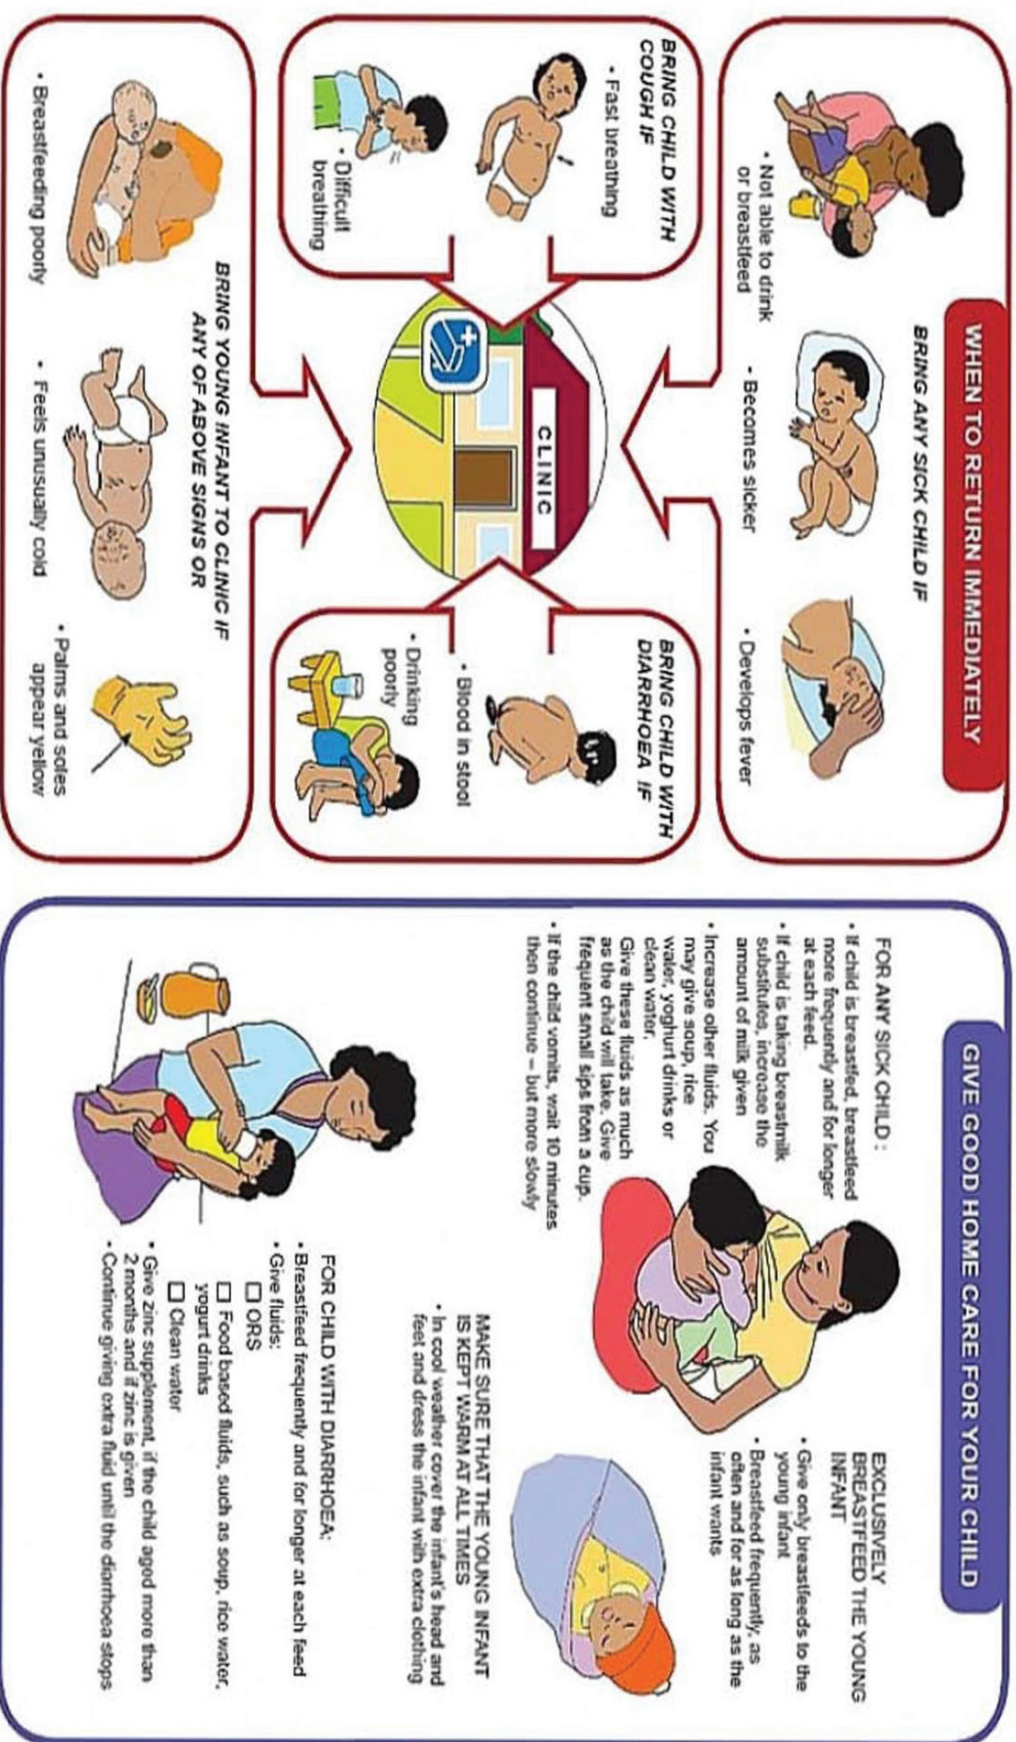 WHEN TO RETURN IMMEDIATELY
BRING ANY SICK CHILD IF
• Not able to drink
or breastfeed
• Becomes sicker
• Develops fever
BRING CHILD WITH
COUGH IF
• Fast breathing
• Difficult
breathing
CLINIC
BRING CHILD WITH
DIARRHOEA IF
• Blood in stool
• Drinking
poorly
BRING YOUNG INFANT TO CLINIC IF
ANY OF ABOVE SIGNS OR
• Breastfeeding poorly
• Feels unusually cold
• Palms and soles
appear yellow
GIVE GOOD HOME CARE FOR YOUR CHILD
FOR ANY SICK CHILD :
• If child is breastfed, breastfeed
more frequently and for longer
at each feed.
• If child is taking breastmilk
substitutes, increase the
amount of milk given
• Increase other fluids. You
may give soup, rice
water, yoghurt drinks or
clean water.
Give these fluids as much
as the child will take. Give
frequent small sips from a cup.
• If the child vomits, wait 10 minutes
then continue – but more slowly
EXCLUSIVELY
BREASTFEED THE YOUNG
INFANT
• Give only breastfeeds to the
young infant
• Breastfeed frequently, as
often and for as long as the
infant wants
MAKE SURE THAT THE YOUNG INFANT
IS KEPT WARM AT ALL TIMES
• In cool weather cover the infant's head and
feet and dress the infant with extra clothing
FOR CHILD WITH DIARRHOEA:
• Breastfeed frequently and for longer at each feed
• Give fluids:
☐ ORS
☐ Food based fluids, such as soup, rice water,
yogurt drinks
☐ Clean water
• Give zinc supplement, if the child aged more than
2 months and if zinc is given
• Continue giving extra fluid until the diarrhoea stops